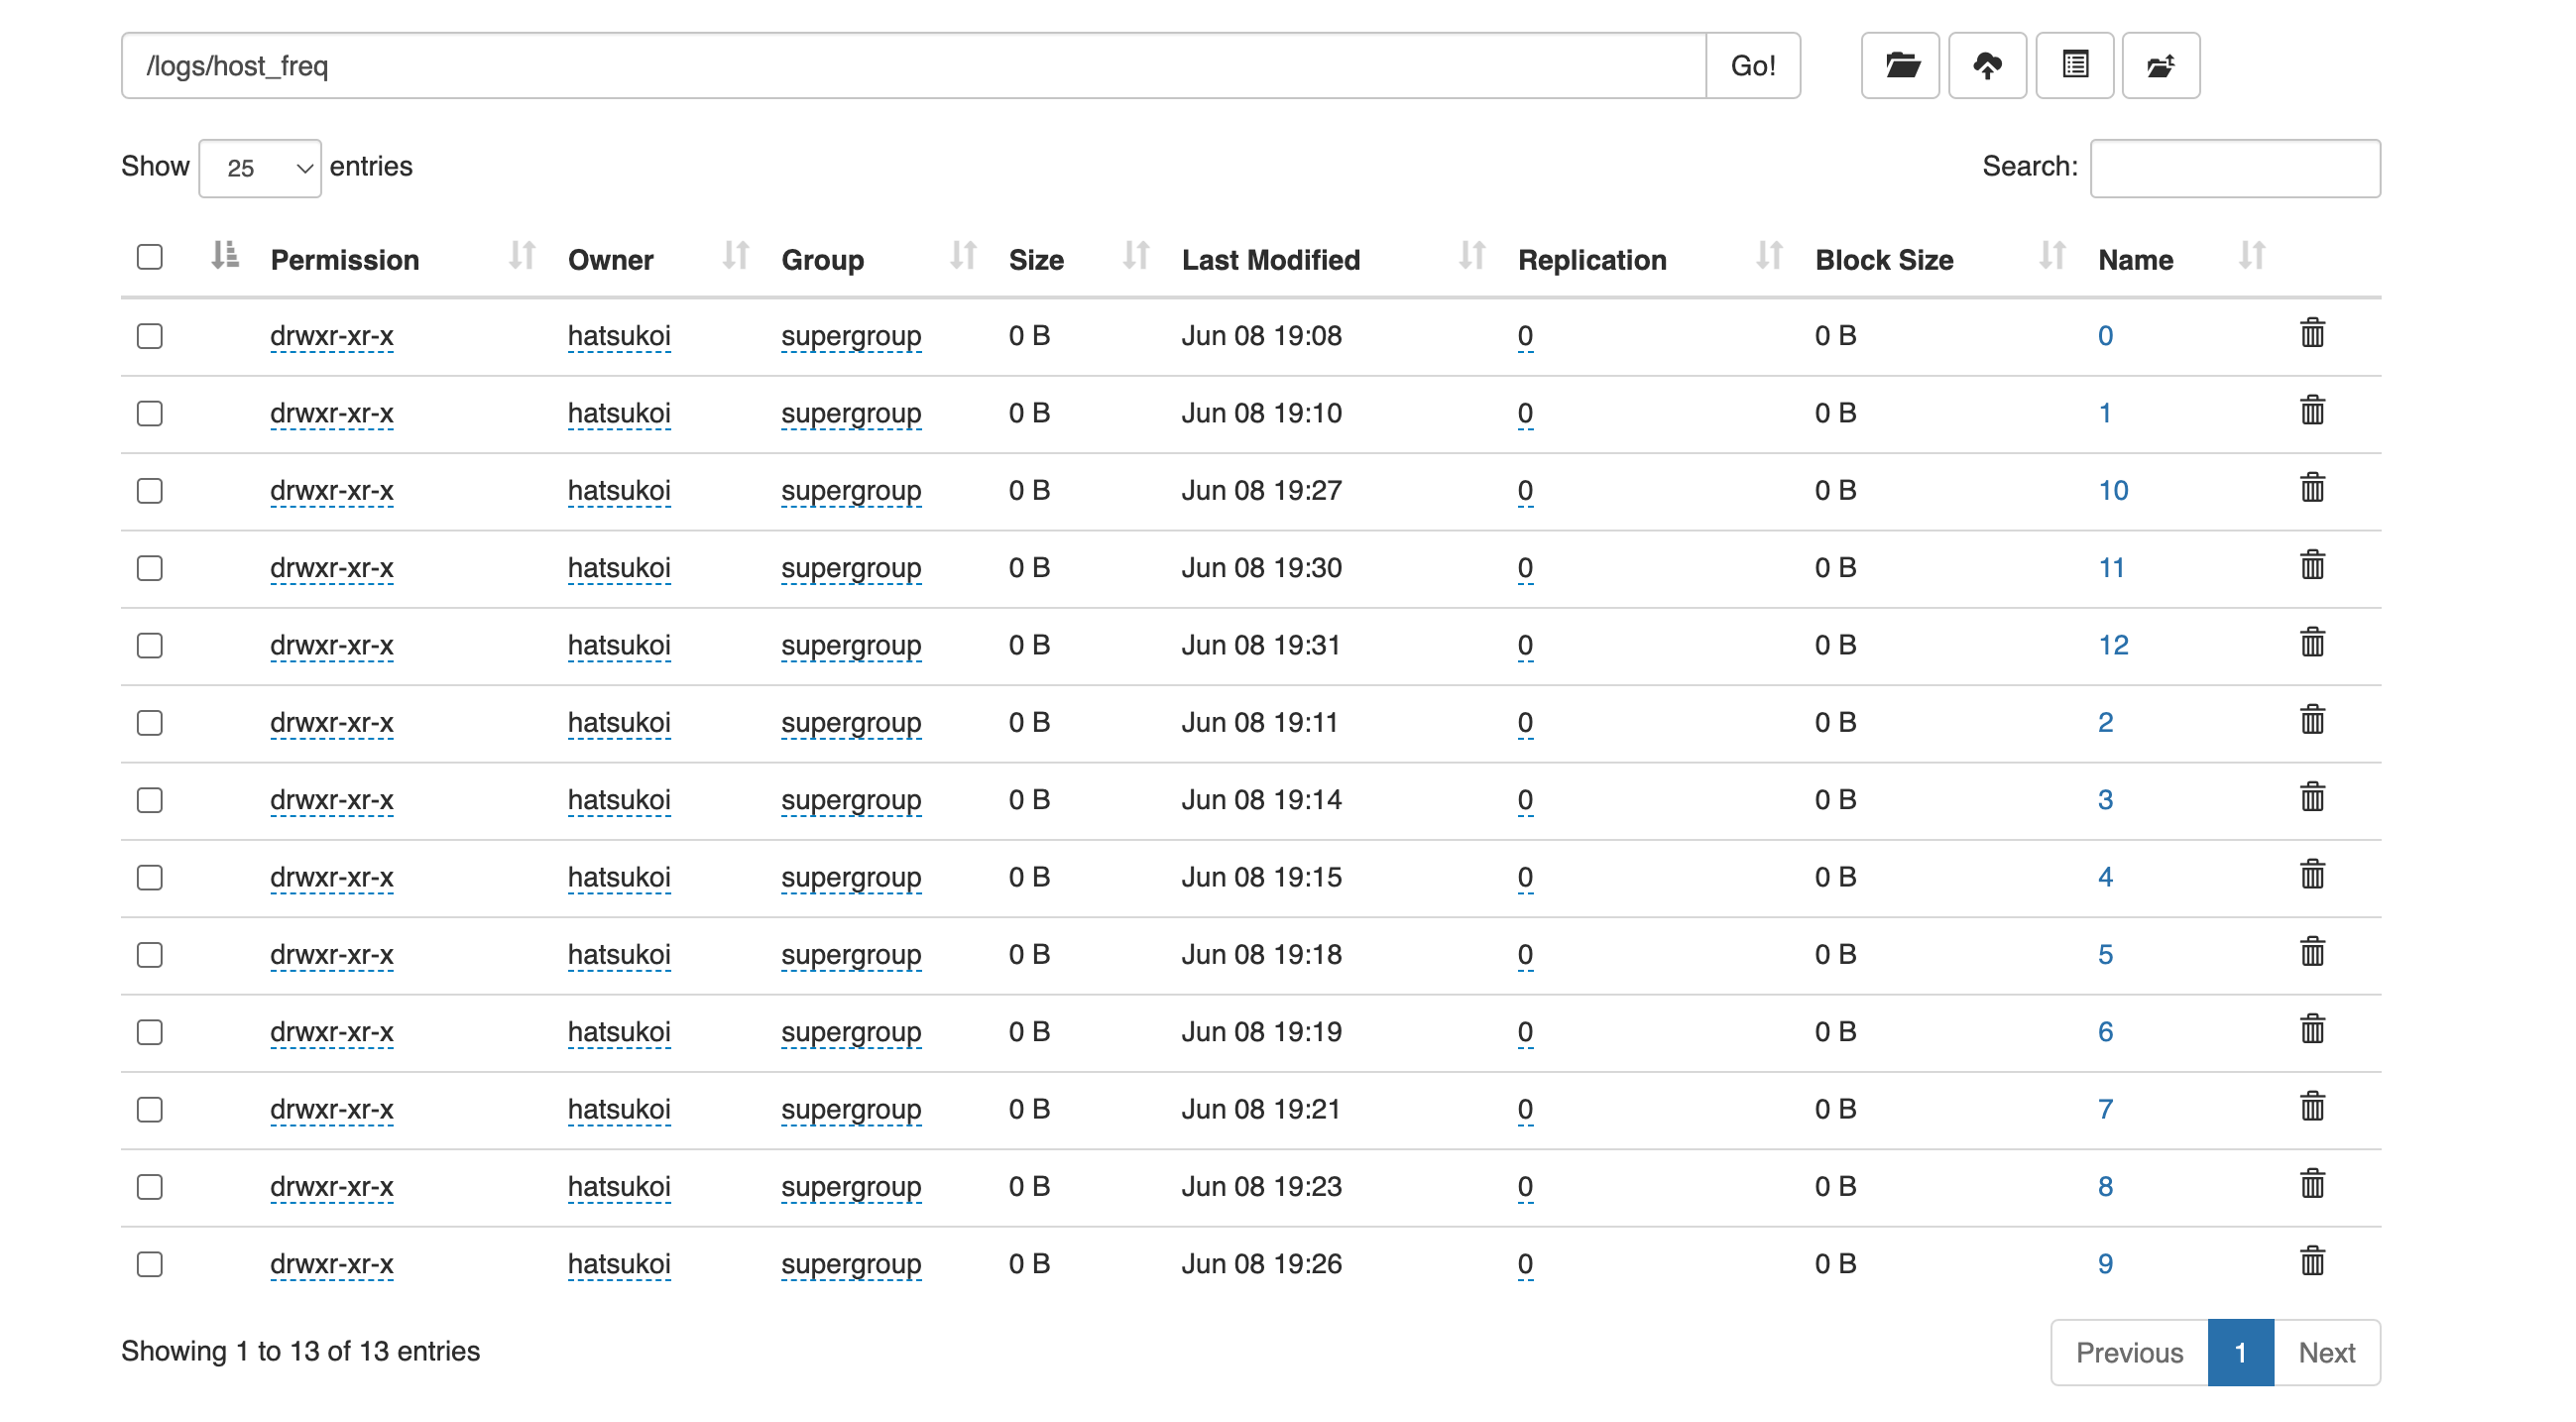 /logs/host_freq Go!
Show 25 entries Search:
Permission Owner Group Size Last Modified Replication Block Size Name
drwxr-xr-x hatsukoi supergroup 0 B Jun 08 19:08 0 0 B 0
drwxr-xr-x hatsukoi supergroup 0 B Jun 08 19:10 0 0 B 1
drwxr-xr-x hatsukoi supergroup 0 B Jun 08 19:27 0 0 B 10
drwxr-xr-x hatsukoi supergroup 0 B Jun 08 19:30 0 0 B 11
drwxr-xr-x hatsukoi supergroup 0 B Jun 08 19:31 0 0 B 12
drwxr-xr-x hatsukoi supergroup 0 B Jun 08 19:11 0 0 B 2
drwxr-xr-x hatsukoi supergroup 0 B Jun 08 19:14 0 0 B 3
drwxr-xr-x hatsukoi supergroup 0 B Jun 08 19:15 0 0 B 4
drwxr-xr-x hatsukoi supergroup 0 B Jun 08 19:18 0 0 B 5
drwxr-xr-x hatsukoi supergroup 0 B Jun 08 19:19 0 0 B 6
drwxr-xr-x hatsukoi supergroup 0 B Jun 08 19:21 0 0 B 7
drwxr-xr-x hatsukoi supergroup 0 B Jun 08 19:23 0 0 B 8
drwxr-xr-x hatsukoi supergroup 0 B Jun 08 19:26 0 0 B 9
Showing 1 to 13 of 13 entries Previous 1 Next